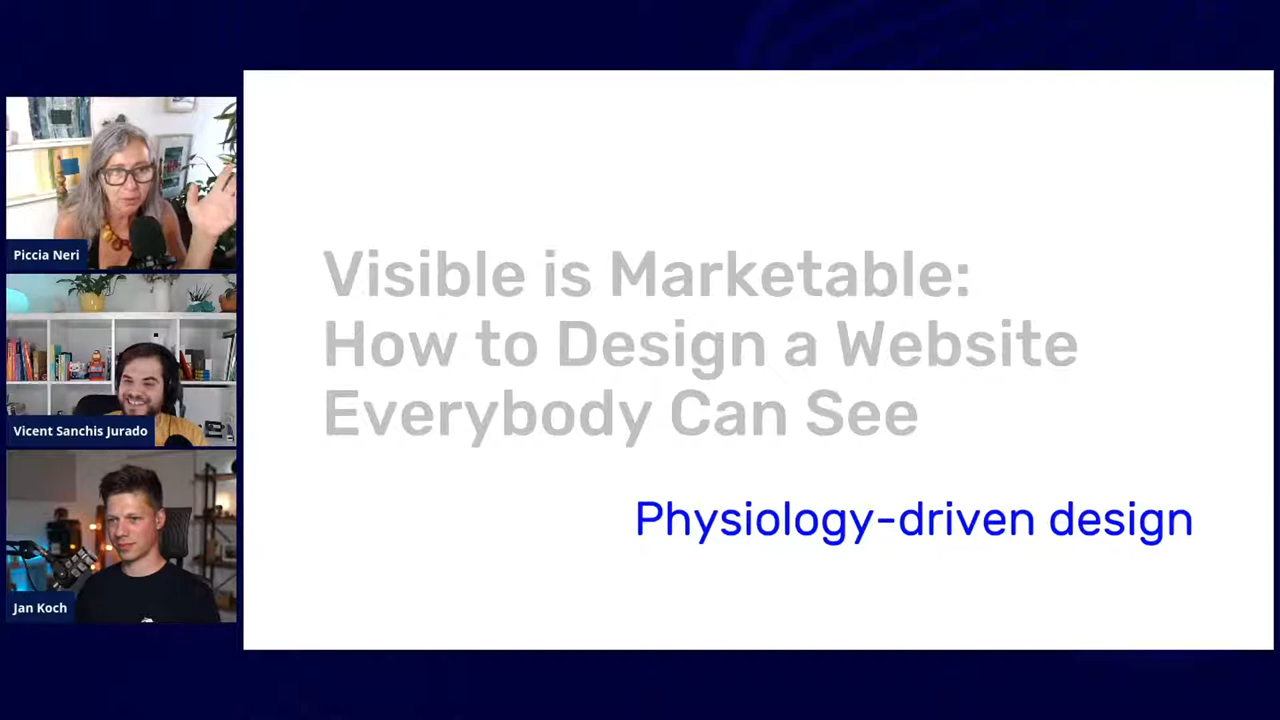 Piccia Neri
Vicent Sanchis Jurado
Jan Koch
Visible is Marketable:
How to Design a Website
Everybody Can See
Physiology-driven design